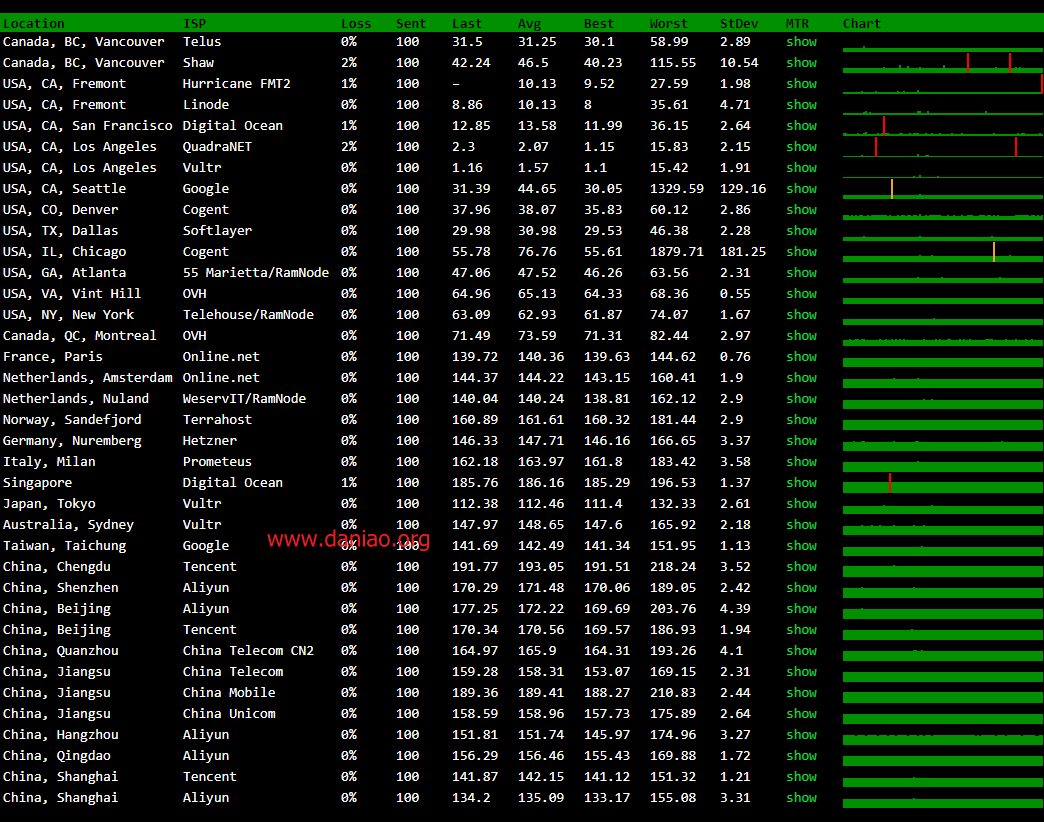 Location ISP Loss Sent Last Avg Best Worst StDev MTR Chart
Canada, BC, Vancouver Telus 0% 100 31.5 31.25 30.1 58.99 2.89 show
Canada, BC, Vancouver Shaw 2% 100 42.24 46.5 40.23 115.55 10.54 show
USA, CA, Fremont Hurricane FMT2 1% 100 – 10.13 9.52 27.59 1.98 show
USA, CA, Fremont Linode 0% 100 8.86 10.13 8 35.61 4.71 show
USA, CA, San Francisco Digital Ocean 1% 100 12.85 13.58 11.99 36.15 2.64 show
USA, CA, Los Angeles QuadraNET 2% 100 2.3 2.07 1.15 15.83 2.15 show
USA, CA, Los Angeles Vultr 0% 100 1.16 1.57 1.1 15.42 1.91 show
USA, CA, Seattle Google 0% 100 31.39 44.65 30.05 1329.59 129.16 show
USA, CO, Denver Cogent 0% 100 37.96 38.07 35.83 60.12 2.86 show
USA, TX, Dallas Softlayer 0% 100 29.98 30.98 29.53 46.38 2.28 show
USA, IL, Chicago Cogent 0% 100 55.78 76.76 55.61 1879.71 181.25 show
USA, GA, Atlanta 55 Marietta/RamNode 0% 100 47.06 47.52 46.26 63.56 2.31 show
USA, VA, Vint Hill OVH 0% 100 64.96 65.13 64.33 68.36 0.55 show
USA, NY, New York Telehouse/RamNode 0% 100 63.09 62.93 61.87 74.07 1.67 show
Canada, QC, Montreal OVH 0% 100 71.49 73.59 71.31 82.44 2.97 show
France, Paris Online.net 0% 100 139.72 140.36 139.63 144.62 0.76 show
Netherlands, Amsterdam Online.net 0% 100 144.37 144.22 143.15 160.41 1.9 show
Netherlands, Nuland WeservIT/RamNode 0% 100 140.04 140.24 138.81 162.12 2.9 show
Norway, Sandefjord Terrahost 0% 100 160.89 161.61 160.32 181.44 2.9 show
Germany, Nuremberg Hetzner 0% 100 146.33 147.71 146.16 166.65 3.37 show
Italy, Milan Prometeus 0% 100 162.18 163.97 161.8 183.42 3.58 show
Singapore Digital Ocean 1% 100 185.76 186.16 185.29 196.53 1.37 show
Japan, Tokyo Vultr 0% 100 112.38 112.46 111.4 132.33 2.61 show
Australia, Sydney Vultr 0% 100 147.97 148.65 147.6 165.92 2.18 show
www.daniao.org
Taiwan, Taichung Google 0% 100 141.69 142.49 141.34 151.95 1.13 show
China, Chengdu Tencent 0% 100 191.77 193.05 191.51 218.24 3.52 show
China, Shenzhen Aliyun 0% 100 170.29 171.48 170.06 189.05 2.42 show
China, Beijing Aliyun 0% 100 177.25 172.22 169.69 203.76 4.39 show
China, Beijing Tencent 0% 100 170.34 170.56 169.57 186.93 1.94 show
China, Quanzhou China Telecom CN2 0% 100 164.97 165.9 164.31 193.26 4.1 show
China, Jiangsu China Telecom 0% 100 159.28 158.31 153.07 169.15 2.31 show
China, Jiangsu China Mobile 0% 100 189.36 189.41 188.27 210.83 2.44 show
China, Jiangsu China Unicom 0% 100 158.59 158.96 157.73 175.89 2.64 show
China, Hangzhou Aliyun 0% 100 151.81 151.74 145.97 174.96 3.27 show
China, Qingdao Aliyun 0% 100 156.29 156.46 155.43 169.88 1.72 show
China, Shanghai Tencent 0% 100 141.87 142.15 141.12 151.32 1.21 show
China, Shanghai Aliyun 0% 100 134.2 135.09 133.17 155.08 3.31 show